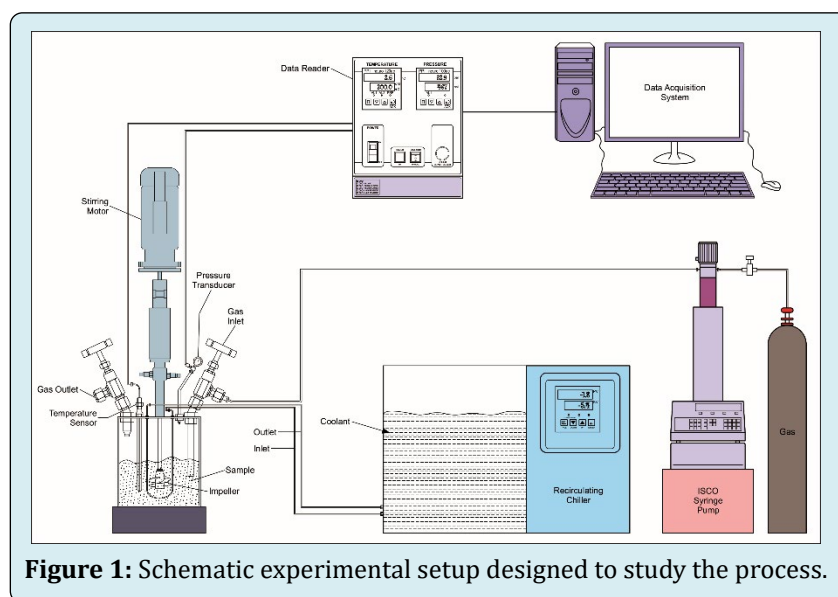 Data Reader
TEMPERATURE
PRESSURE
POWER
Data Acquisition
System
Stirring
Motor
Pressure
Transducer
Gas
Inlet
Gas Outlet
Temperature
Sensor
Outlet
Inlet
Coolant
Sample
Impeller
Recirculating
Chiller
ISCO
Syringe
Pump
Gas
Figure 1: Schematic experimental setup designed to study the process.